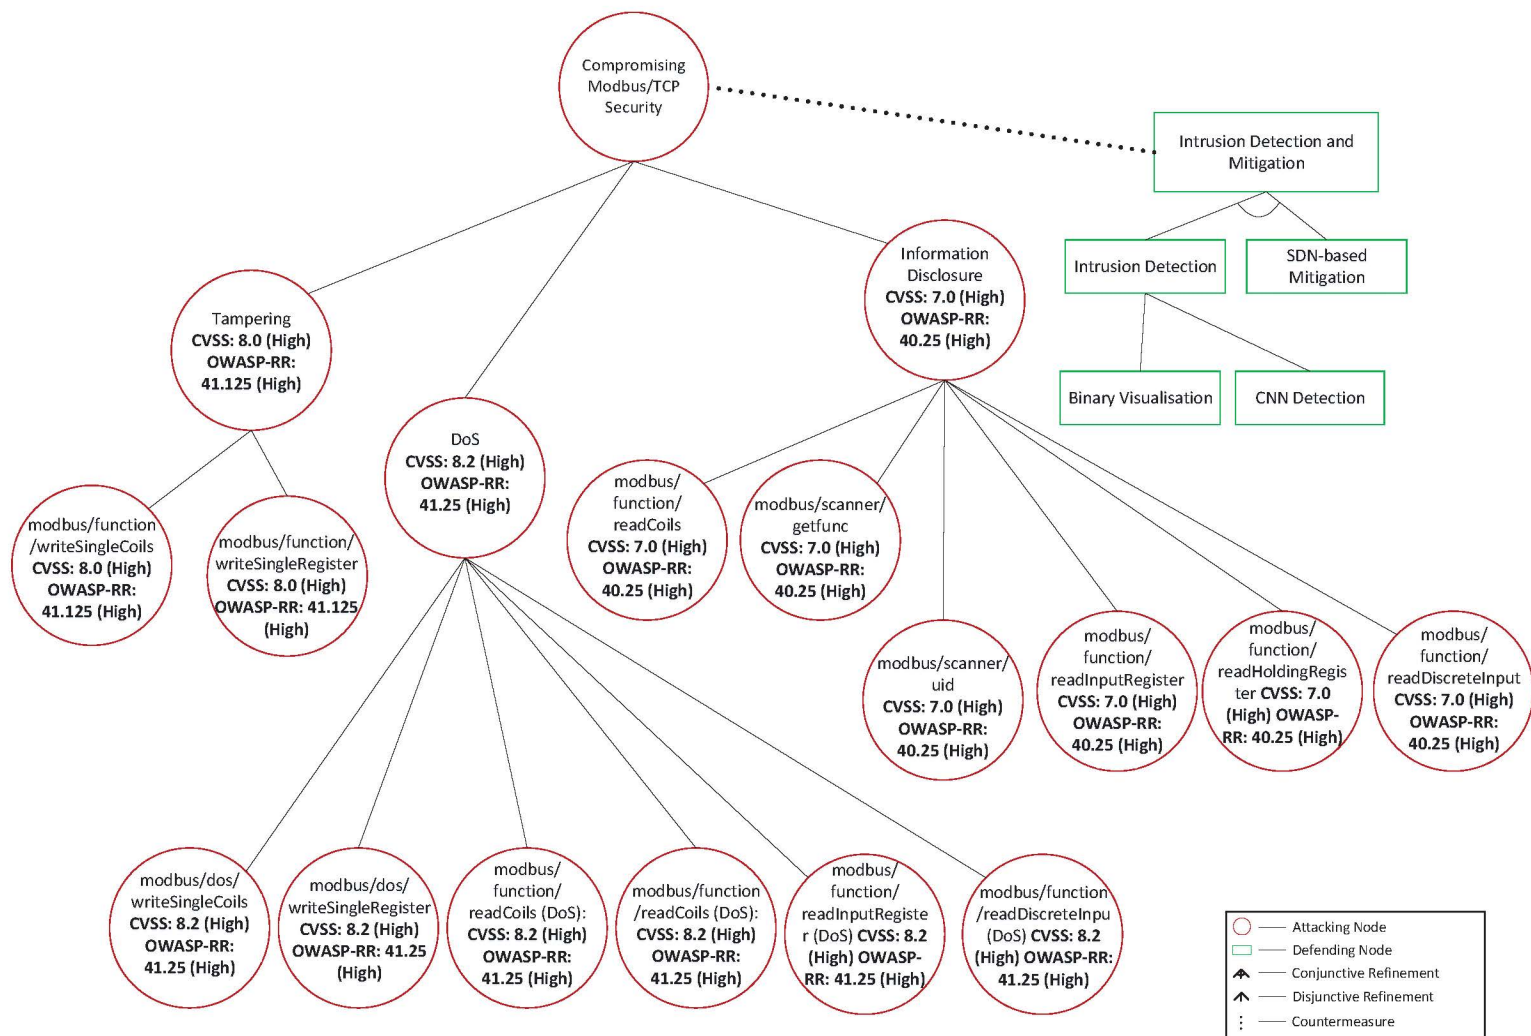 Compromising
Modbus/TCP
Security
Intrusion Detection and
Mitigation
Intrusion Detection
SDN-based
Mitigation
Binary Visualisation
CNN Detection
Tampering
CVSS: 8.0 (High)
OWASP-RR:
41.125 (High)
DoS
CVSS: 8.2 (High)
OWASP-RR:
41.25 (High)
Information
Disclosure
CVSS: 7.0 (High)
OWASP-RR:
40.25 (High)
modbus/function
/writeSingleCoils
CVSS: 8.0 (High)
OWASP-RR:
41.125 (High)
modbus/function/
writeSingleRegister
CVSS: 8.0 (High)
OWASP-RR: 41.125
(High)
modbus/
function/
readCoils
CVSS: 7.0 (High)
OWASP-RR:
40.25 (High)
modbus/scanner/
getfunc
CVSS: 7.0 (High)
OWASP-RR:
40.25 (High)
modbus/scanner/
uid
CVSS: 7.0 (High)
OWASP-RR:
40.25 (High)
modbus/
function/
readInputRegister
CVSS: 7.0 (High)
OWASP-RR:
40.25 (High)
modbus/
function/
readHoldingRegis
ter CVSS: 7.0
(High) OWASP-
RR: 40.25 (High)
modbus/
function/
readDiscreteInput
CVSS: 7.0 (High)
OWASP-RR:
40.25 (High)
modbus/dos/
writeSingleCoils
CVSS: 8.2 (High)
OWASP-RR:
41.25 (High)
modbus/dos/
writeSingleRegister
CVSS: 8.2 (High)
OWASP-RR: 41.25
(High)
modbus/
function/
readCoils (DoS):
CVSS: 8.2 (High)
OWASP-RR:
41.25 (High)
modbus/function
/readCoils (DoS):
CVSS: 8.2 (High)
OWASP-RR:
41.25 (High)
modbus/
function/
readInputRegiste
r (DoS) CVSS: 8.2
(High) OWASP-
RR: 41.25 (High)
modbus/function
/readDiscreteInpu
(DoS) CVSS: 8.2
(High) OWASP-RR:
41.25 (High)
Attacking Node
Defending Node
Conjunctive Refinement
Disjunctive Refinement
Countermeasure